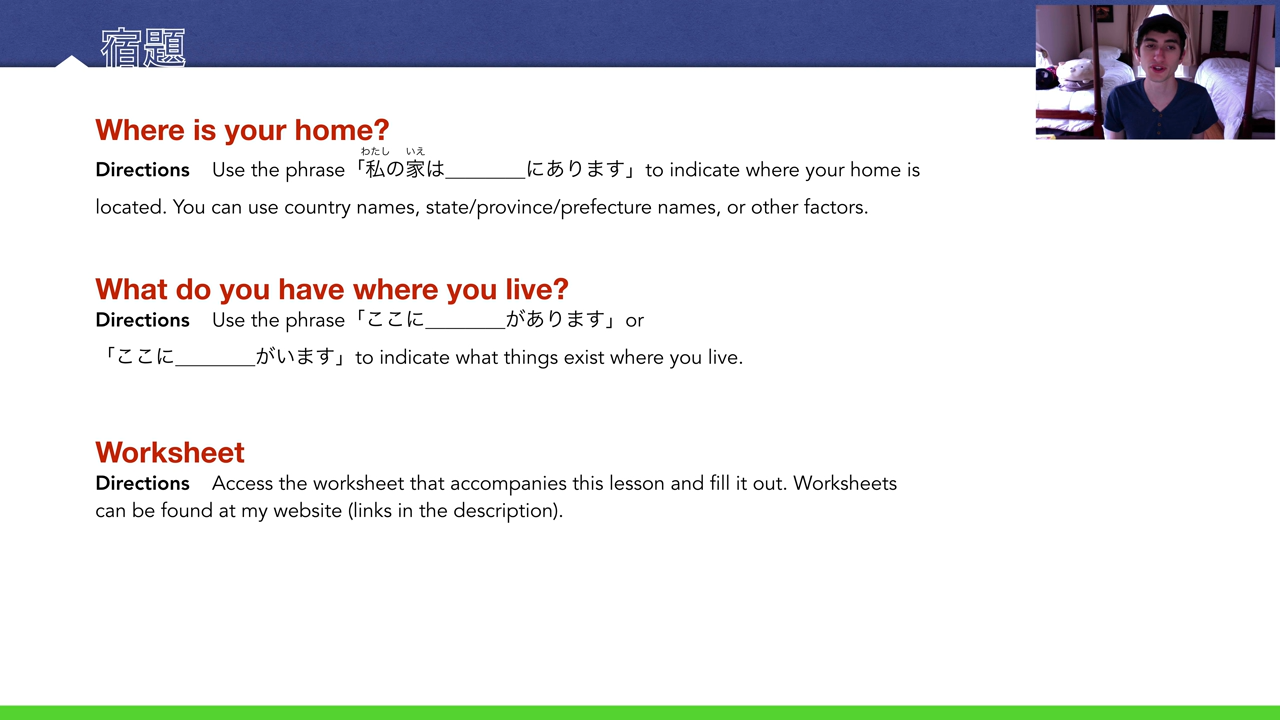 宿題
Where is your home?
わたし いえ
Directions Use the phrase「私の家は________にあります」to indicate where your home is
located. You can use country names, state/province/prefecture names, or other factors.
What do you have where you live?
Directions Use the phrase「ここに________があります」or
「ここに________がいます」to indicate what things exist where you live.
Worksheet
Directions Access the worksheet that accompanies this lesson and fill it out. Worksheets
can be found at my website (links in the description).